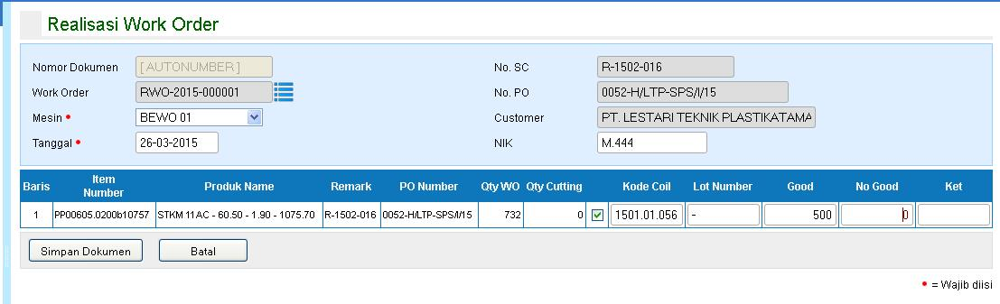 Realisasi Work Order
Nomor Dokumen [ AUTONUMBER ] No. SC R-1502-016
Work Order RWO-2015-000001 No. PO 0052-H/LTP-SPS/I/15
Mesin • BEWO 01 Customer PT. LESTARI TEKNIK PLASTIKATAMA
Tanggal • 26-03-2015 NIK M.444
Baris Item Number Produk Name Remark PO Number Qty WO Qty Cutting Kode Coil Lot Number Good No Good Ket
1 PP00605.0200b10757 STKM 11 AC - 60.50 - 1.90 - 1075.70 R-1502-016 0052-H/LTP-SPS/I/15 732 0 1501.01.056 - 500 0
Simpan Dokumen Batal
• = Wajib diisi